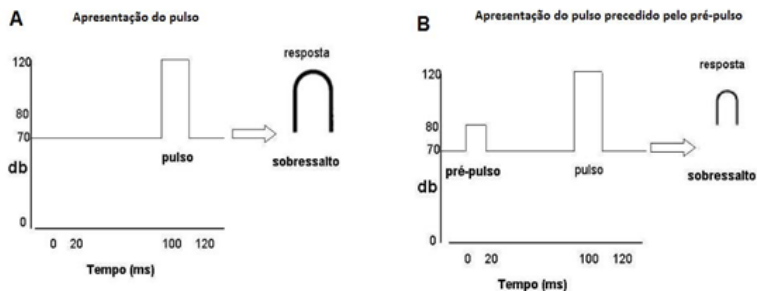 A
Apresentação do pulso
120
80
70
db
0
pulso
resposta
sobressalto
0 20 100 120
Tempo (ms)
B
Apresentação do pulso precedido pelo pré-pulso
120
80
70
db
0
pré-pulso
pulso
resposta
sobressalto
0 20 100 120
Tempo (ms)